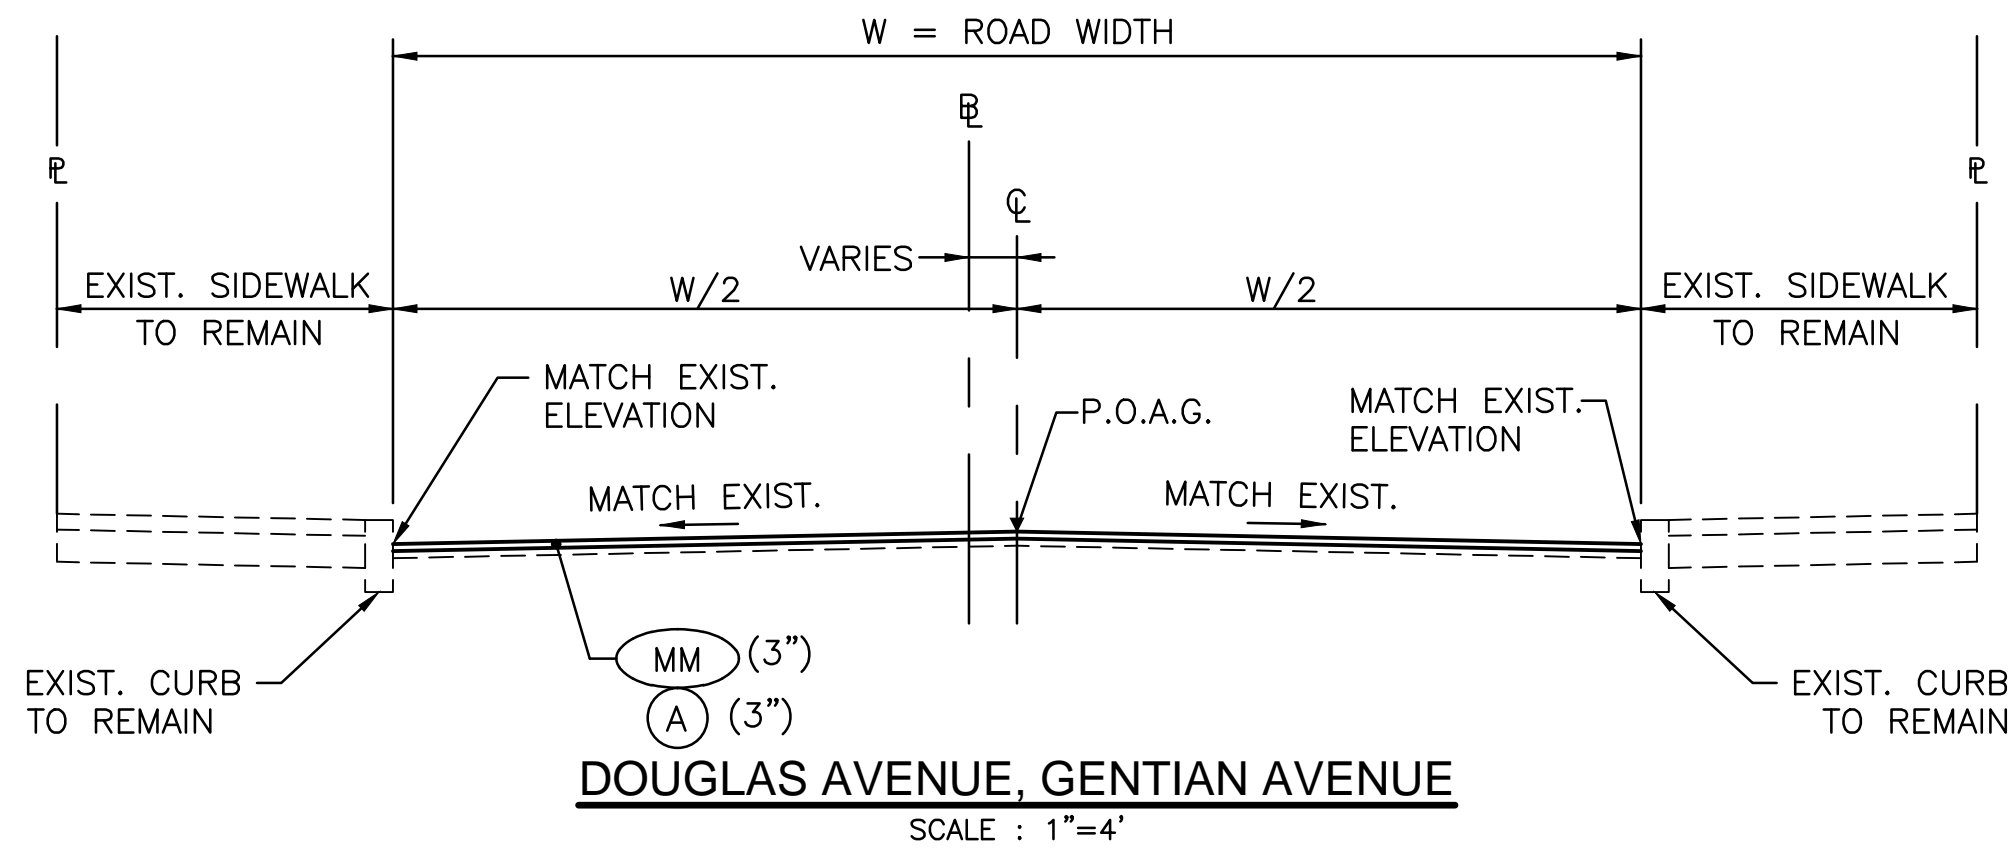 W = ROAD WIDTH
BL
PL
PL
CL
VARIES
EXIST. SIDEWALK
TO REMAIN
W/2
W/2
EXIST. SIDEWALK
TO REMAIN
MATCH EXIST.
ELEVATION
P.O.A.G.
MATCH EXIST.
ELEVATION
MATCH EXIST.
MATCH EXIST.
MM (3")
A (3")
EXIST. CURB
TO REMAIN
EXIST. CURB
TO REMAIN
DOUGLAS AVENUE, GENTIAN AVENUE
SCALE : 1"=4'